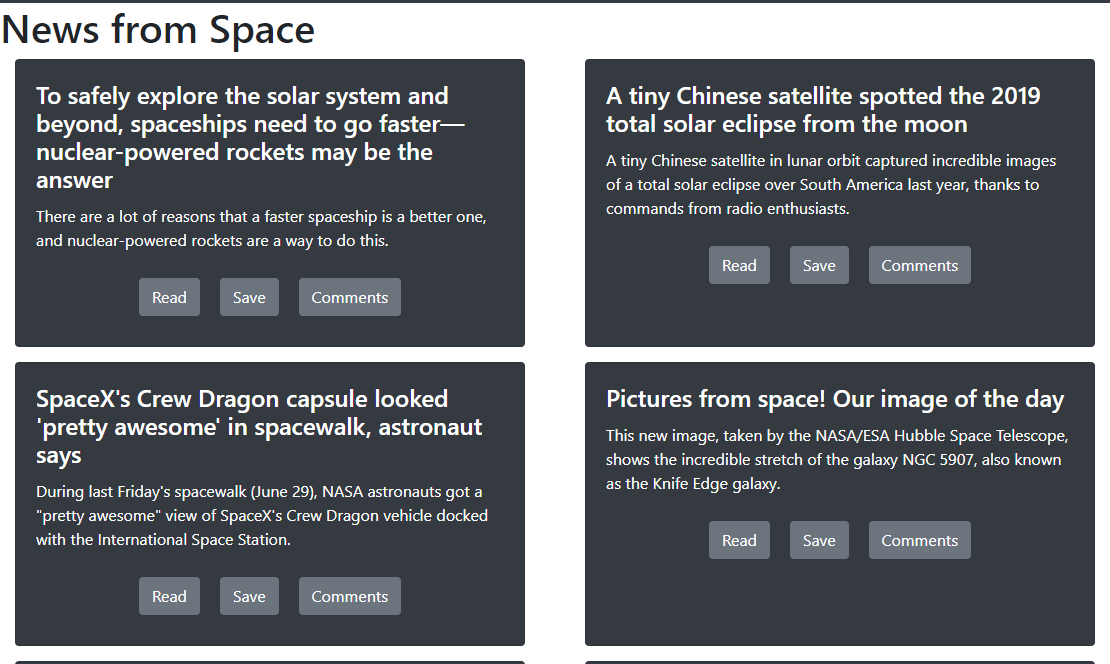 News from Space
To safely explore the solar system and
beyond, spaceships need to go faster—
nuclear-powered rockets may be the
answer
There are a lot of reasons that a faster spaceship is a better one,
and nuclear-powered rockets are a way to do this.
Read Save Comments
A tiny Chinese satellite spotted the 2019
total solar eclipse from the moon
A tiny Chinese satellite in lunar orbit captured incredible images
of a total solar eclipse over South America last year, thanks to
commands from radio enthusiasts.
Read Save Comments
SpaceX's Crew Dragon capsule looked
'pretty awesome' in spacewalk, astronaut
says
During last Friday's spacewalk (June 29), NASA astronauts got a
"pretty awesome" view of SpaceX's Crew Dragon vehicle docked
with the International Space Station.
Read Save Comments
Pictures from space! Our image of the day
This new image, taken by the NASA/ESA Hubble Space Telescope,
shows the incredible stretch of the galaxy NGC 5907, also known
as the Knife Edge galaxy.
Read Save Comments